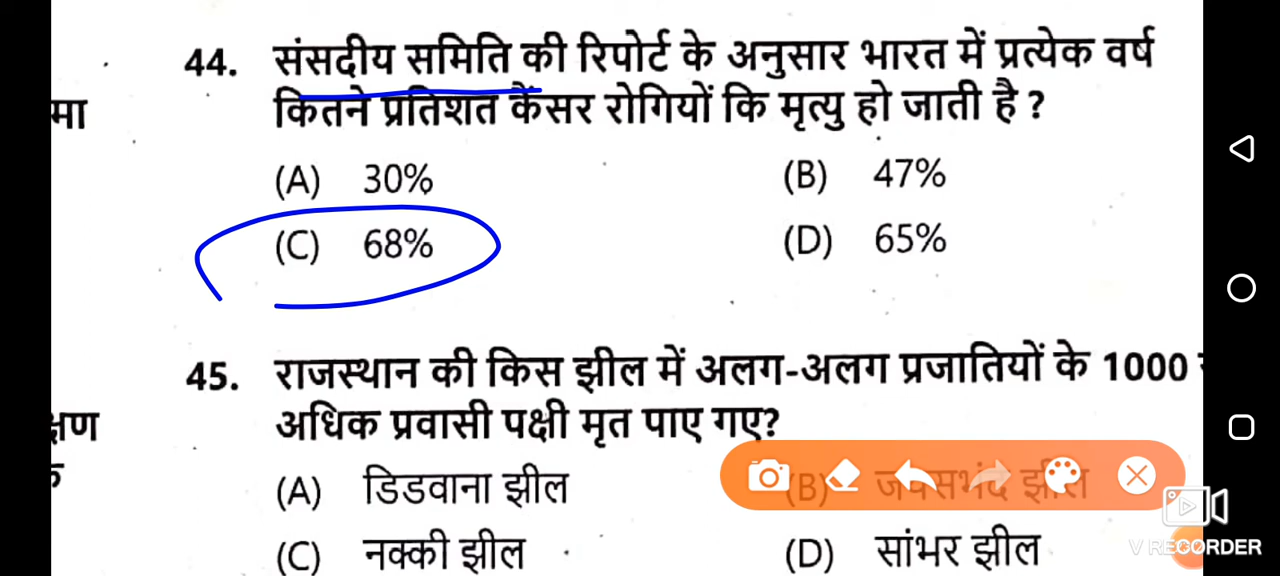 44. संसदीय समिति की रिपोर्ट के अनुसार भारत में प्रत्येक वर्ष
मा
कितने प्रतिशत कैंसर रोगियों कि मृत्यु हो जाती है ?
(A) 30% (B) 47%
(C) 68% (D) 65%
45. राजस्थान की किस झील में अलग-अलग प्रजातियों के 1000
क्षण
अधिक प्रवासी पक्षी मृत पाए गए?
(A) डिडवाना झील (B) झील
(C) नक्की झील (D) सांभर झील
V RECORDER